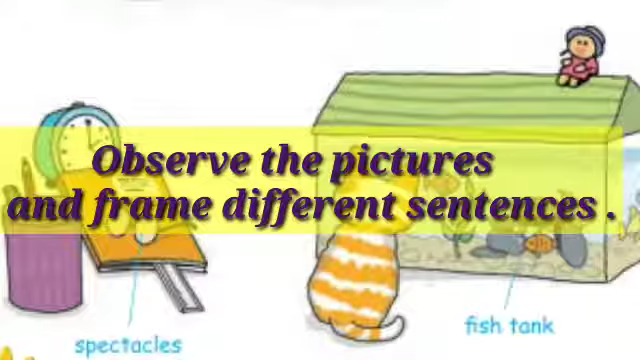 Observe the pictures
and frame different sentences .
spectacles
fish tank